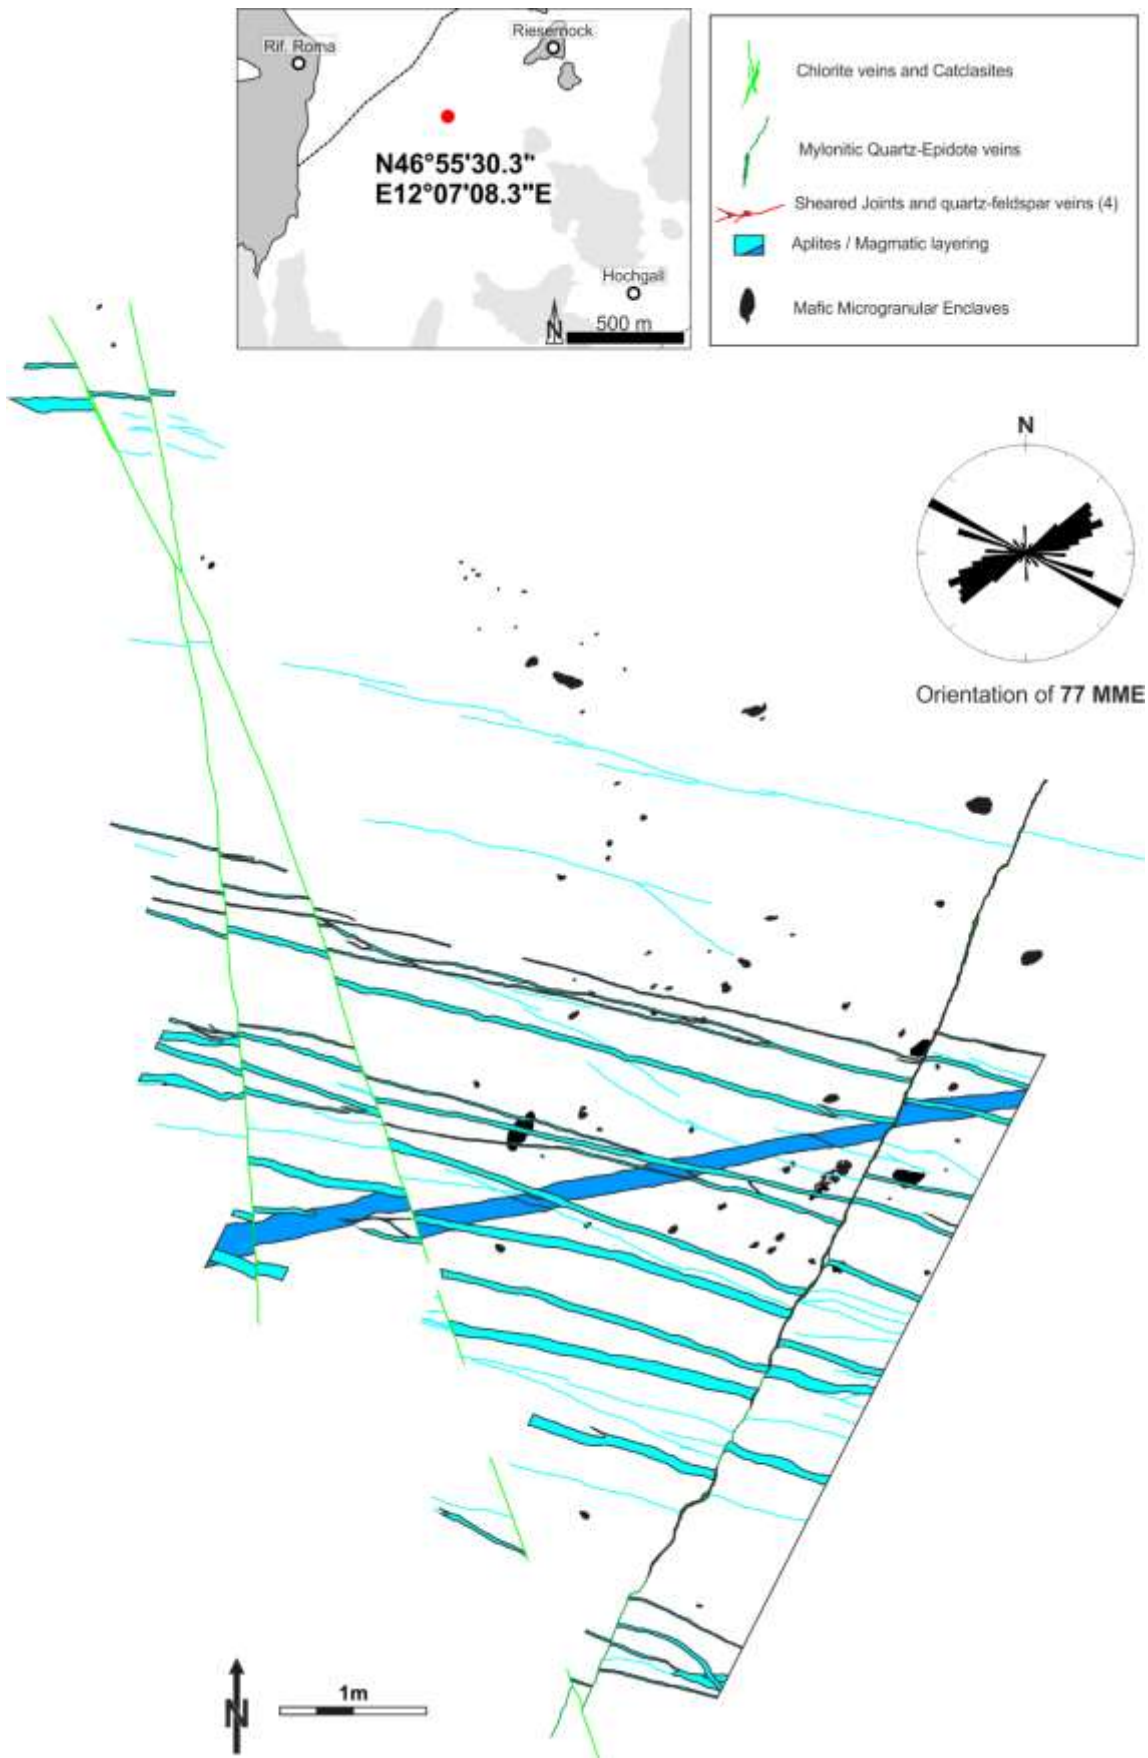 Rif. Roma
Riesernock
N46°55'30.3"
E12°07'08.3"E
Hochgall
N
500 m
Chlorite veins and Catclasites
Mylonitic Quartz-Epidote veins
Sheared Joints and quartz-feldspar veins (4)
Aplites / Magmatic layering
Mafic Microgranular Enclaves
N
Orientation of 77 MME
N
1m